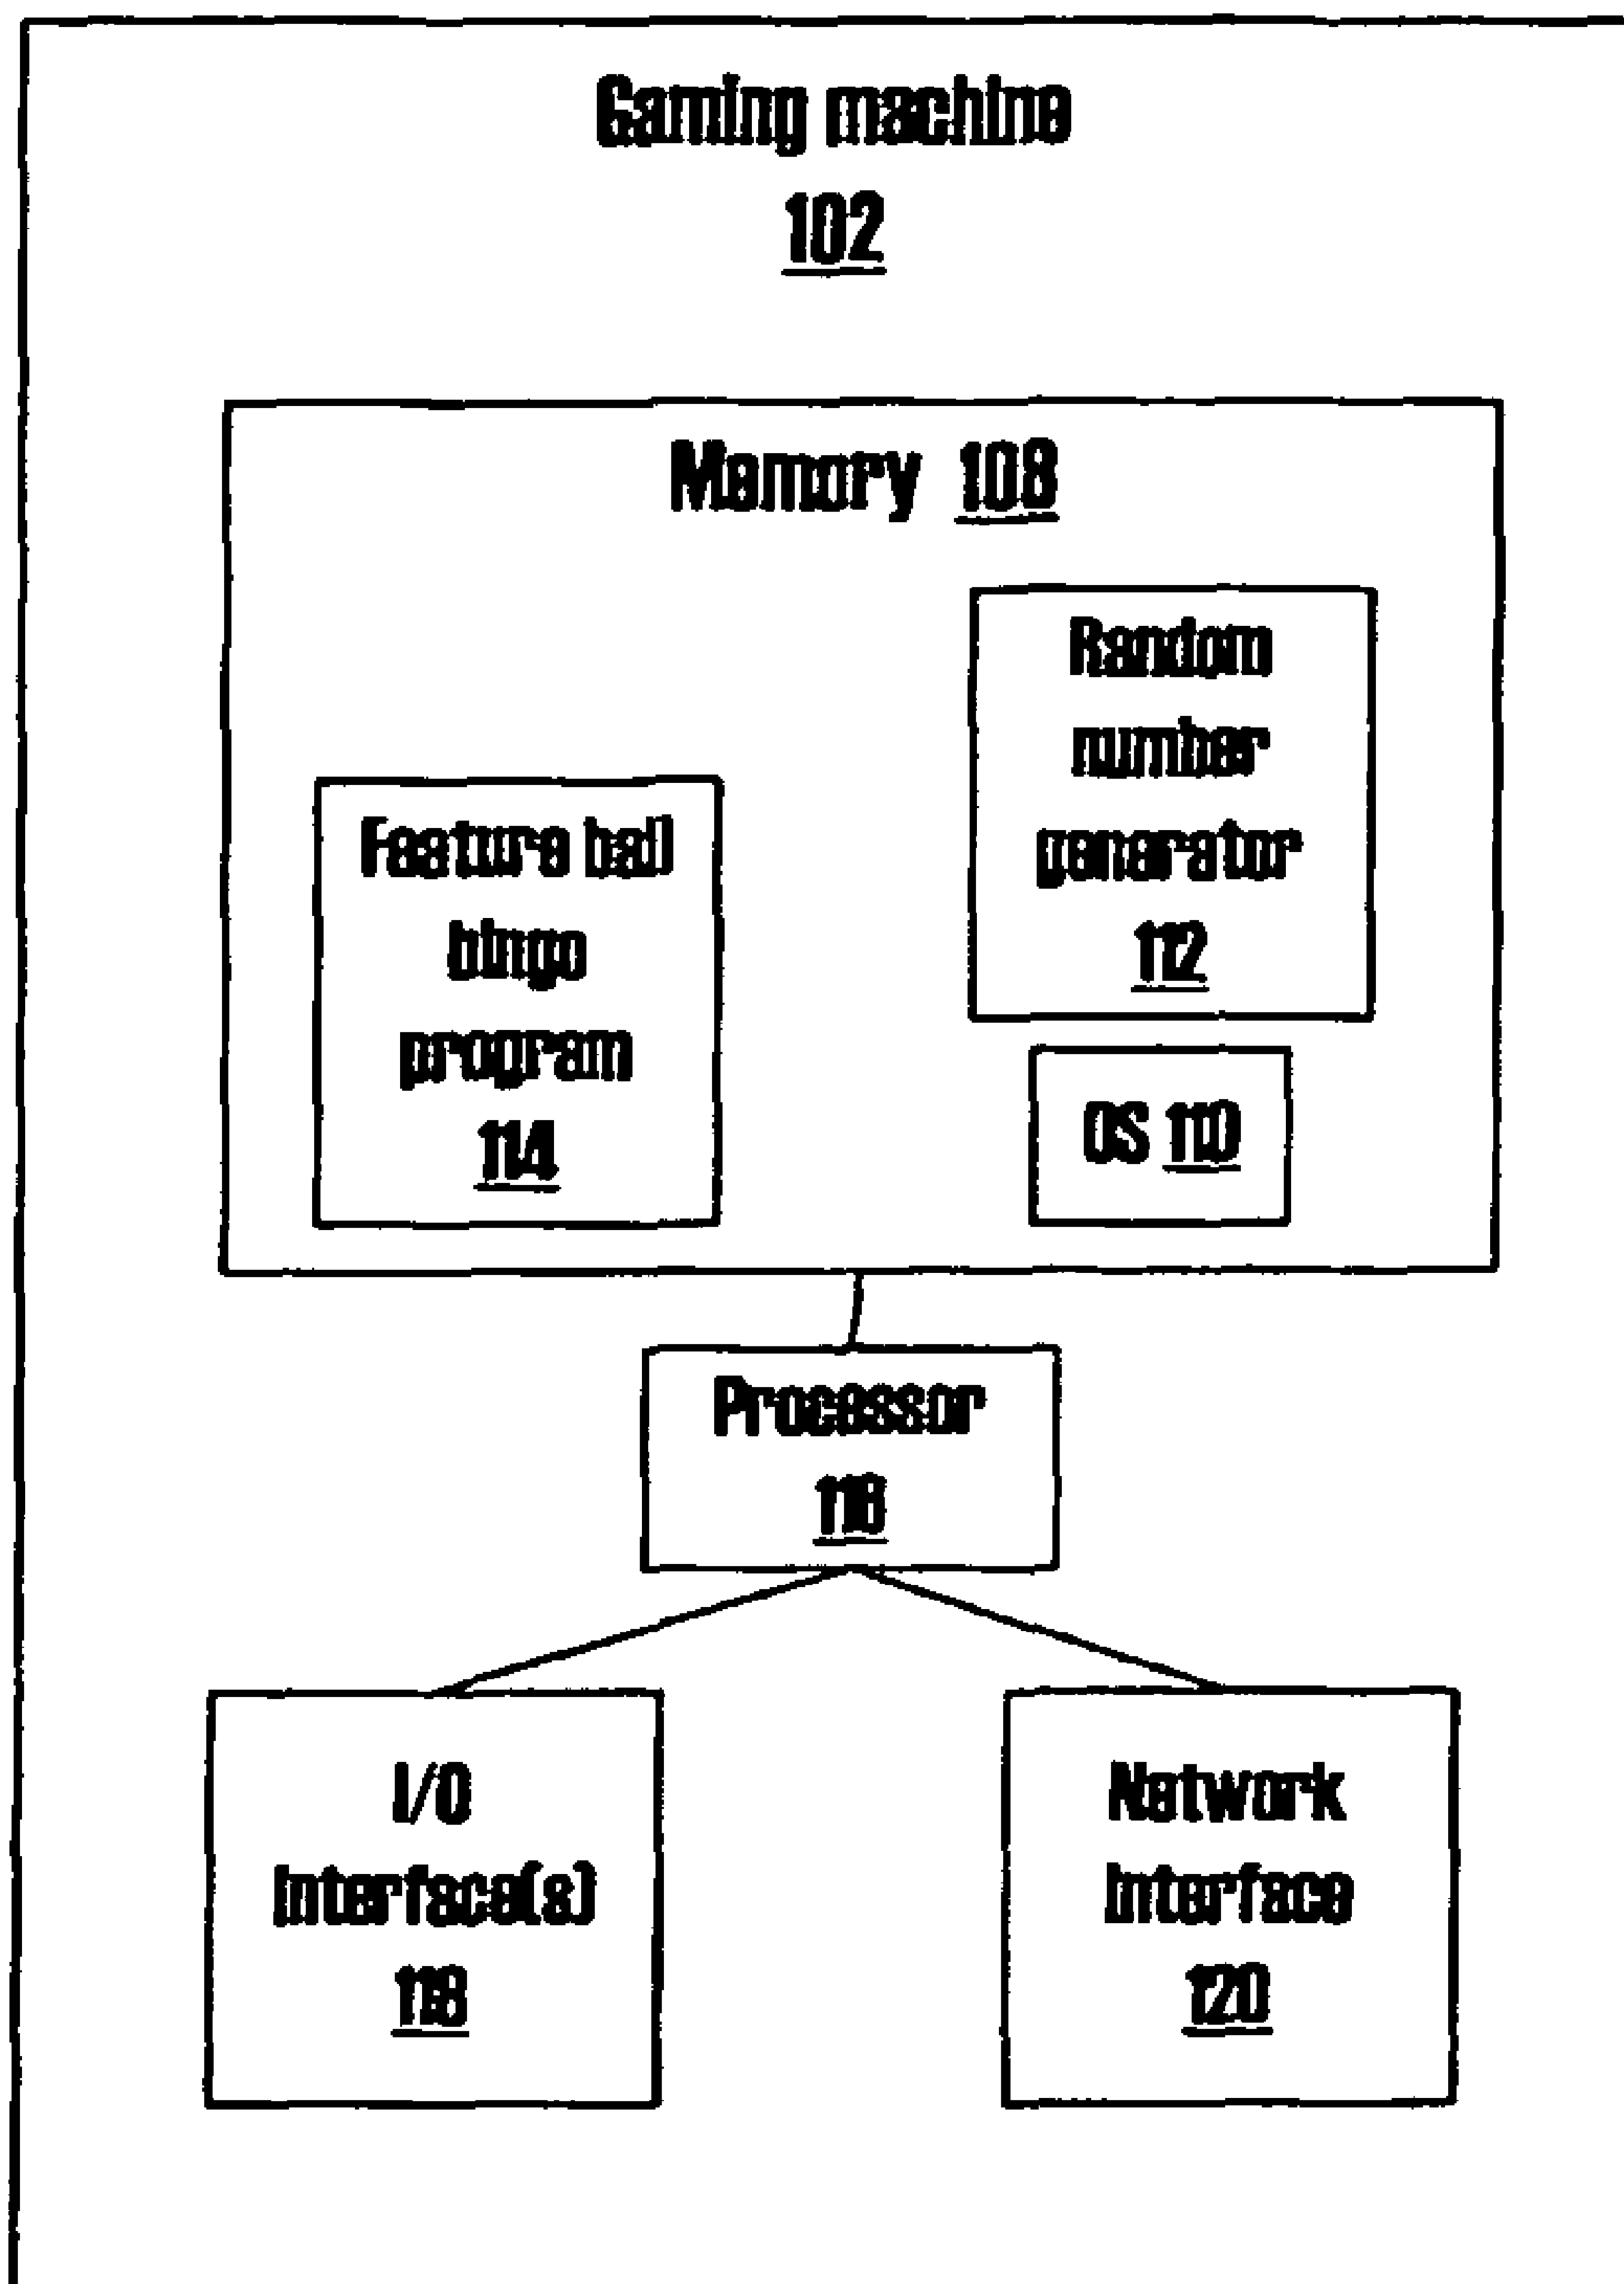 Gaming machine
102
Memory 108
Random
number
generator
112
Feature ball
bingo
program
114
OS 110
Processor
116
I/O
Interface(s)
118
Network
Interface
120